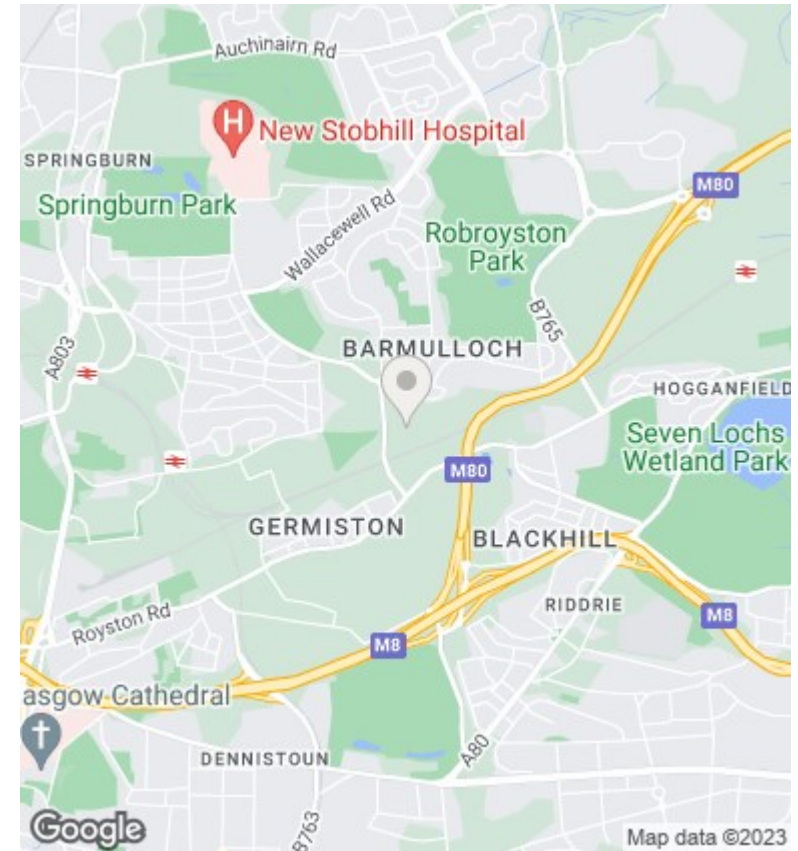 Auchinairn Rd
New Stobhill Hospital
H
SPRINGBURN
M80
Springburn Park
Wallacewell Rd
Robroyston
Park
B765
A803
BARMULLOCH
HOGGANFIELD
Seven Lochs
Wetland Park
M80
GERMISTON
BLACKHILL
RIDDRIE
Royston Rd
M8
M8
asgow Cathedral
A80
DENNISTOUN
B763
Google
Map data ©2023